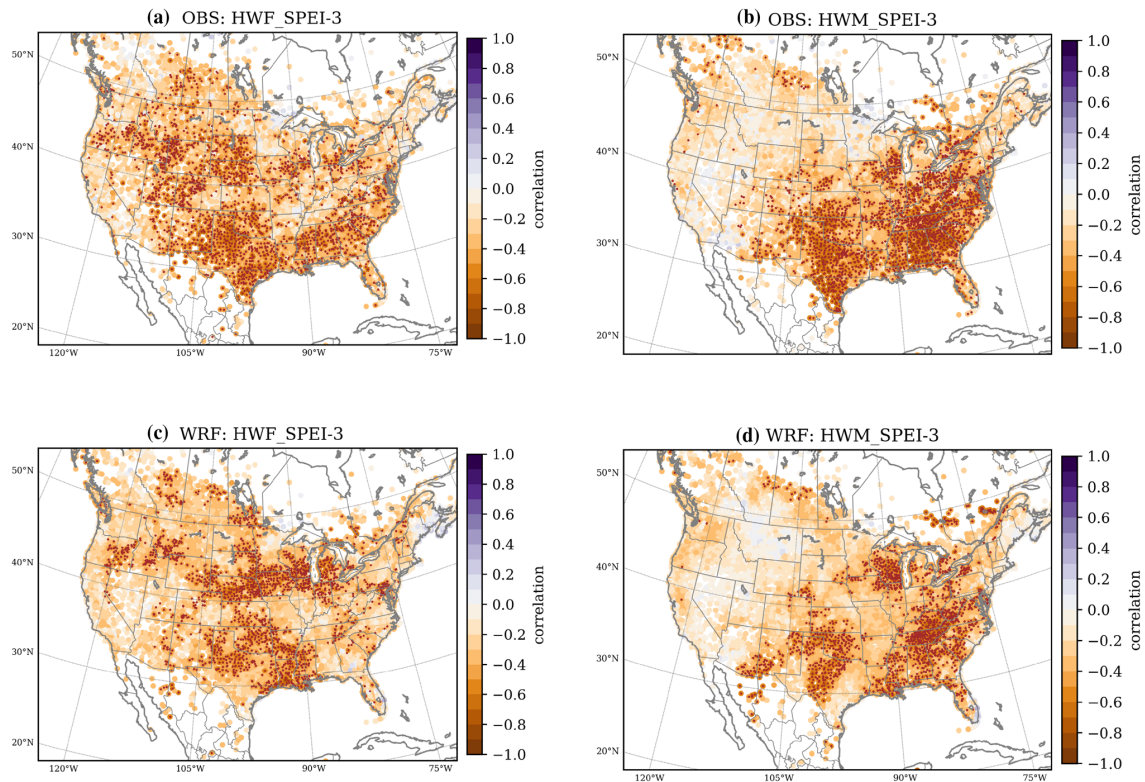 (a) OBS: HWF_SPEI-3
(b) OBS: HWM_SPEI-3
50°N
40°N
30°N
20°N
120°W
105°W
90°W
75°W
1.0
0.8
0.6
0.4
0.2
0.0
−0.2
−0.4
−0.6
−0.8
−1.0
correlation
50°N
40°N
30°N
20°N
120°W
105°W
90°W
75°W
1.0
0.8
0.6
0.4
0.2
0.0
−0.2
−0.4
−0.6
−0.8
−1.0
correlation
(c) WRF: HWF_SPEI-3
(d) WRF: HWM_SPEI-3
50°N
40°N
30°N
20°N
120°W
105°W
90°W
75°W
1.0
0.8
0.6
0.4
0.2
0.0
−0.2
−0.4
−0.6
−0.8
−1.0
correlation
50°N
40°N
30°N
20°N
120°W
105°W
90°W
75°W
1.0
0.8
0.6
0.4
0.2
0.0
−0.2
−0.4
−0.6
−0.8
−1.0
correlation